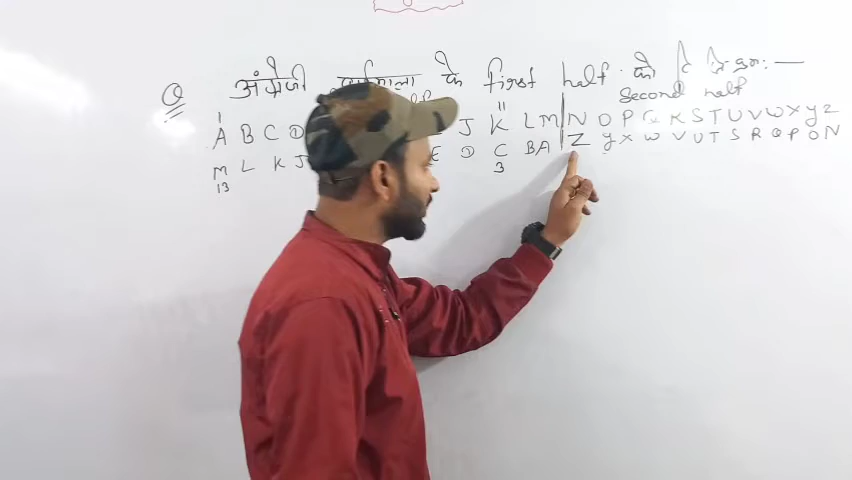 Q अंग्रेजी वर्णमाला के first half को
second half
1 11
A B C D J K L M N O P Q R S T U V W X Y Z
M L K J E D C B A Z Y X W V U T S R Q P O N
13 3